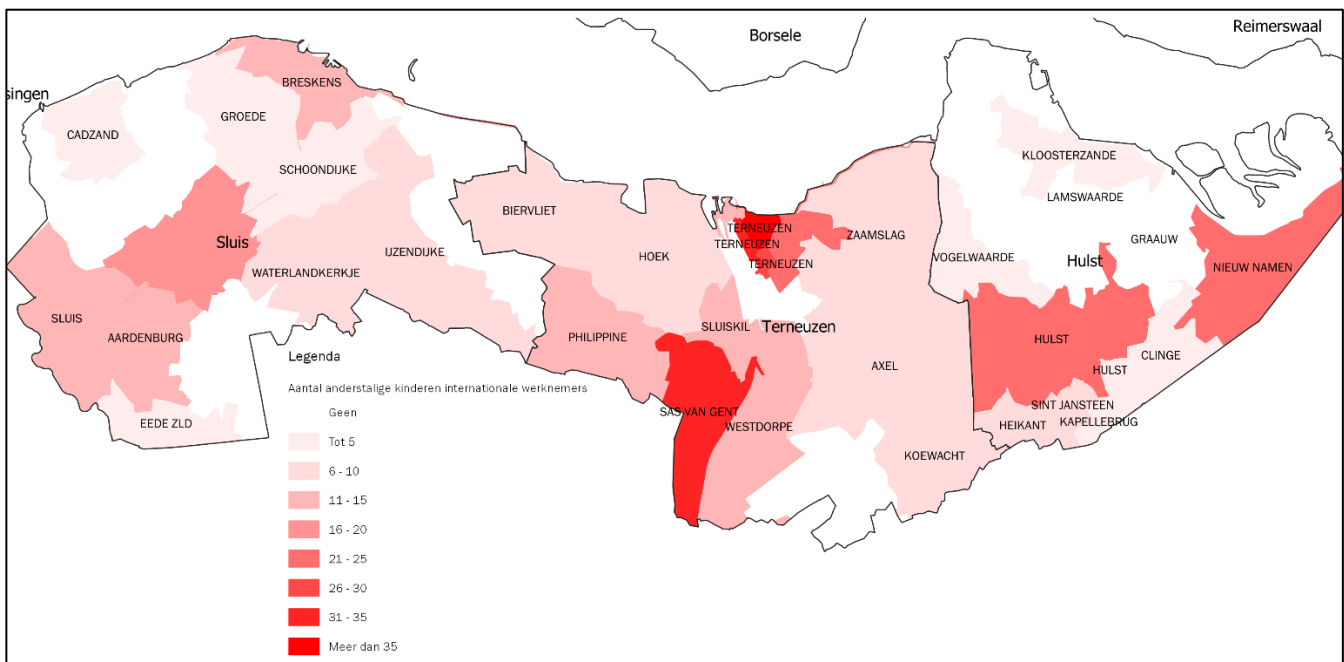 Borsele
Reimerswaal
singen
BRESKENS
GROEDE
CADZAND
SCHOONDIJKE
KLOOSTERZANDE
LAMSWAARDE
BIERVLIET
TERNEUZEN
TERNEUZEN
ZAAMSLAG
GRAAUW
Sluis
IJZENDIJKE
HOEK
TERNEUZEN
VOGELWAARDE
Hulst
NIEUW NAMEN
WATERLANDKERKJE
SLUIS
AARDENBURG
PHILIPPINE
SLUISKIL
Terneuzen
HULST
CLINGE
AXEL
HULST
SAS VAN GENT
WESTDORPE
SINT JANSTEEN
EEDE ZLD
HEIKANT
KAPELLEBRUG
KOEWACHT
Legenda
Aantal anderstalige kinderen internationale werknemers
Geen
Tot 5
6 - 10
11 - 15
16 - 20
21 - 25
26 - 30
31 - 35
Meer dan 35